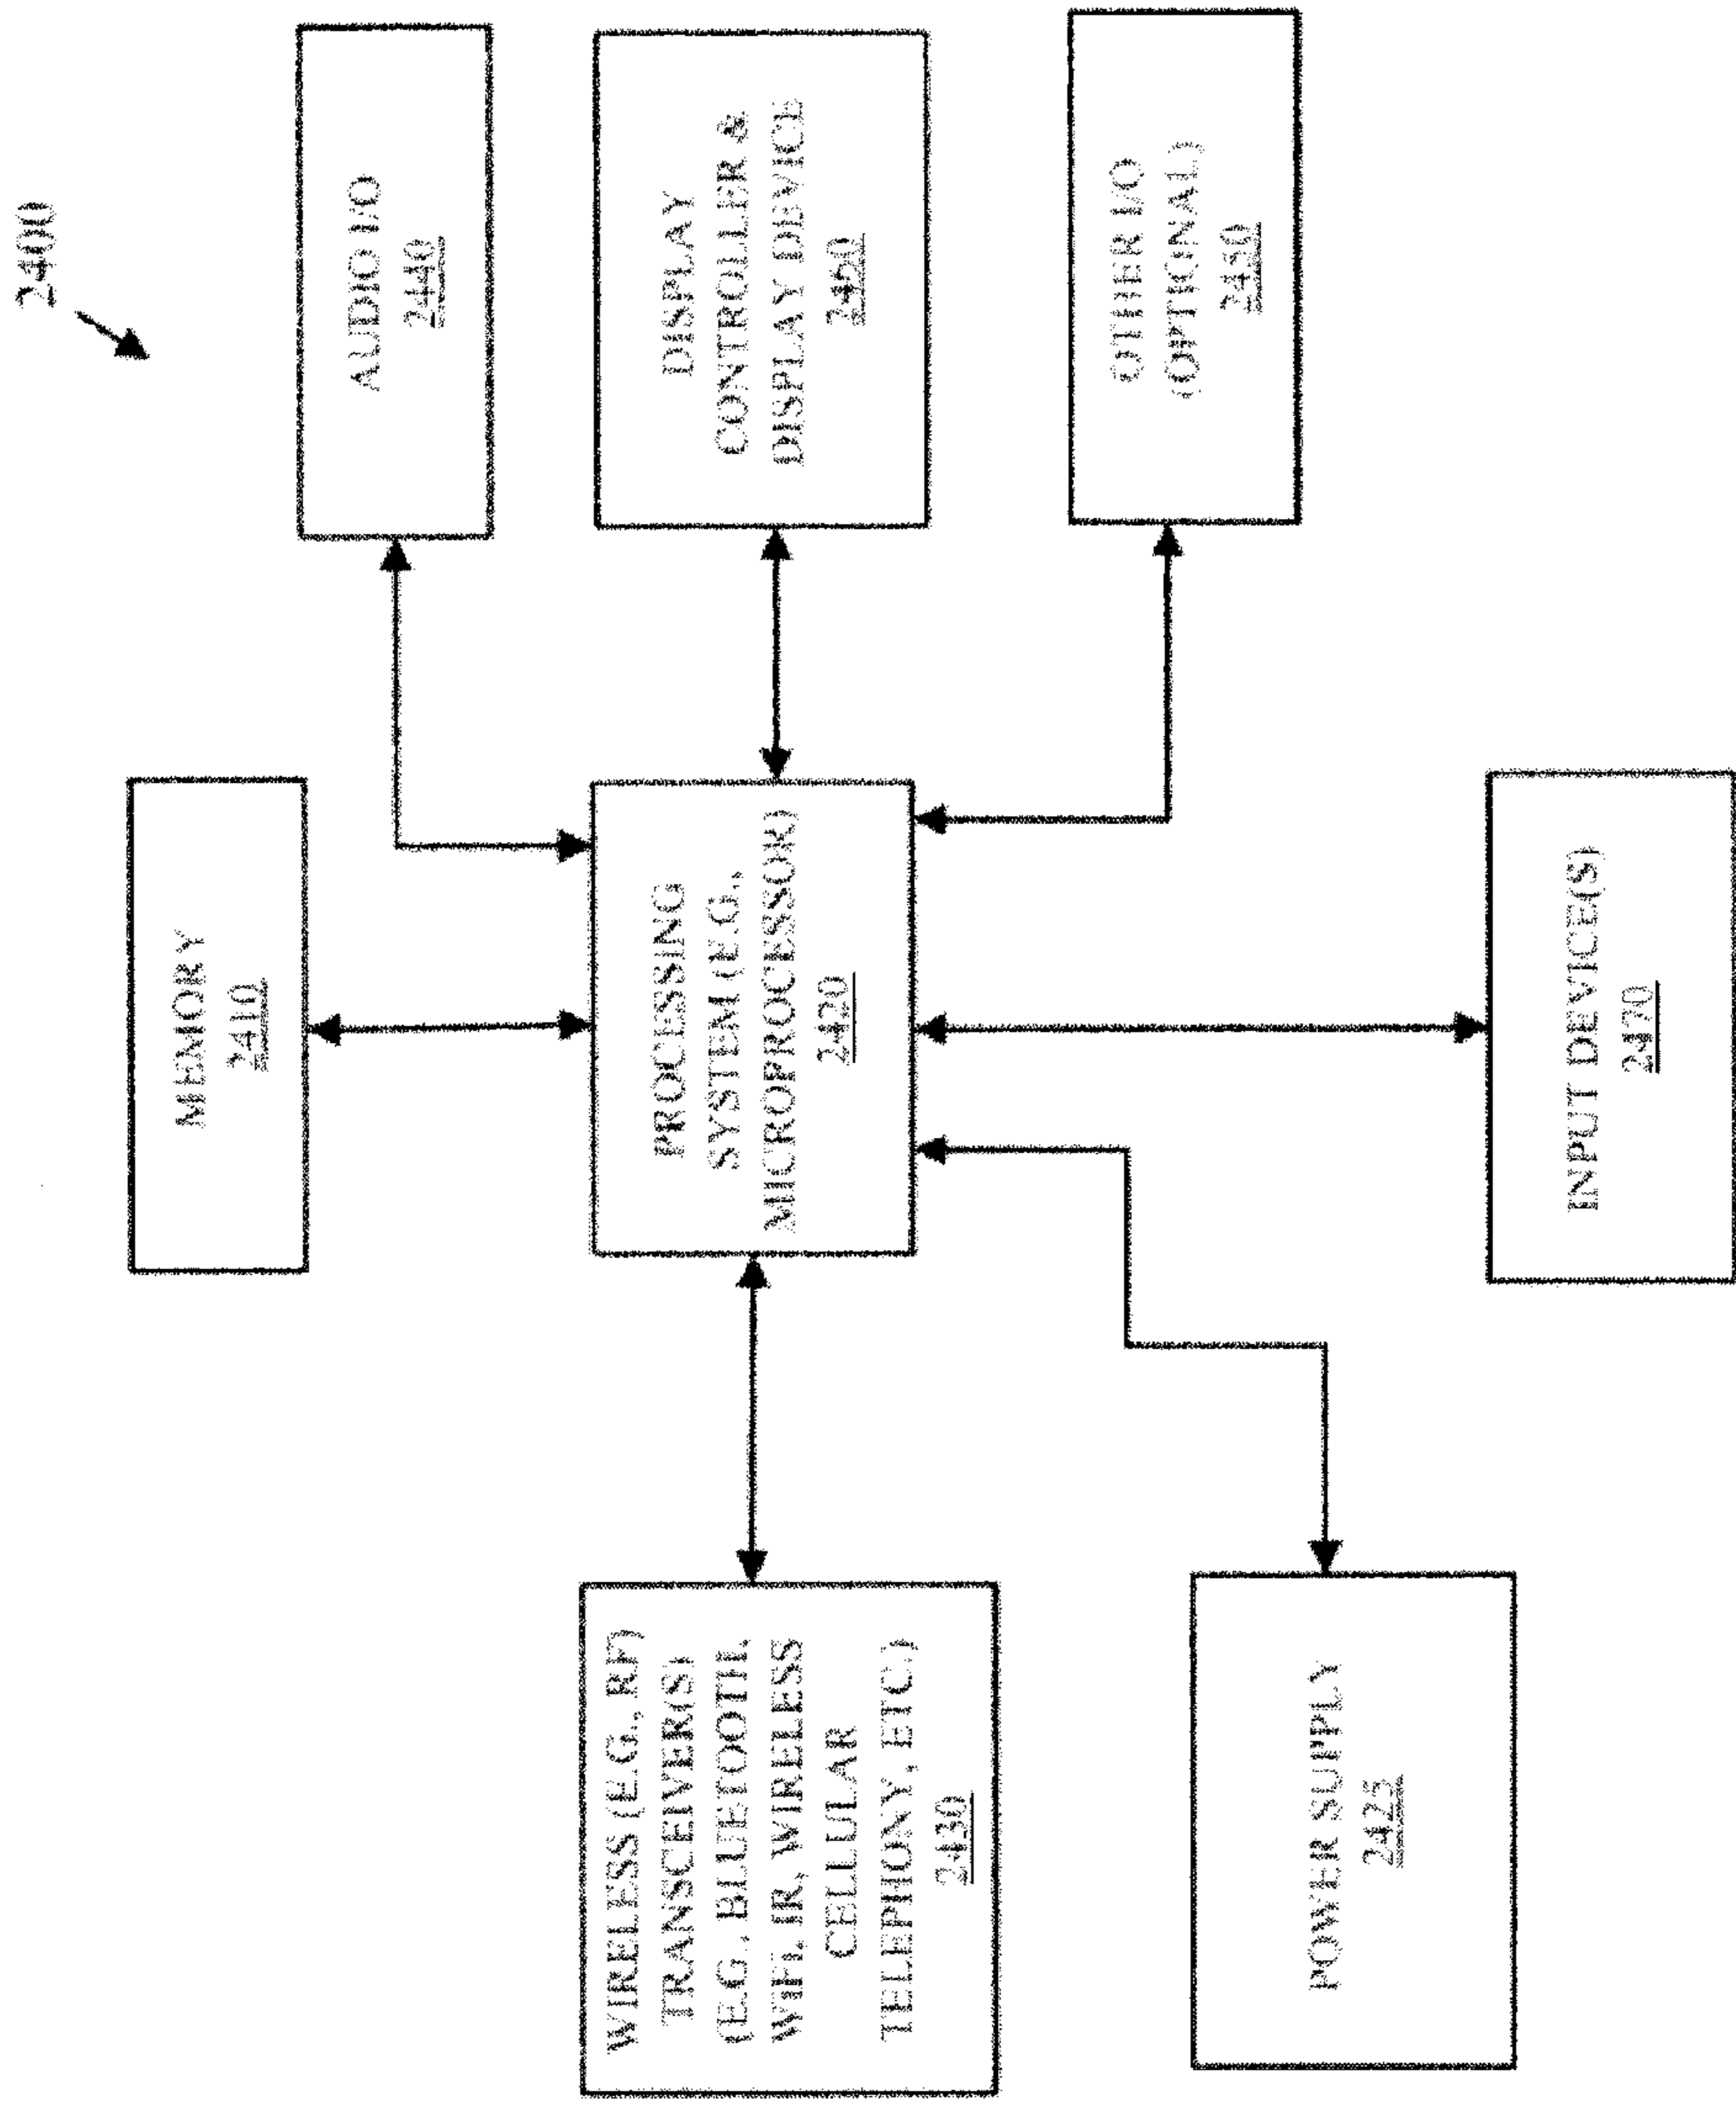 2400
MEMORY
2410
AUDIO I/O
2440
WIRELESS (E.G., RF)
TRANSCEIVER(S)
(E.G., BLUETOOTH,
WIFI, IR, WIRELESS
CELLULAR
TELEPHONY, ETC.)
2430
PROCESSING
SYSTEM (E.G.,
MICROPROCESSOR)
2420
DISPLAY
CONTROLLER &
DISPLAY DEVICE
2460
OTHER I/O
(OPTIONAL)
2450
POWER SUPPLY
2425
INPUT DEVICE(S)
2470